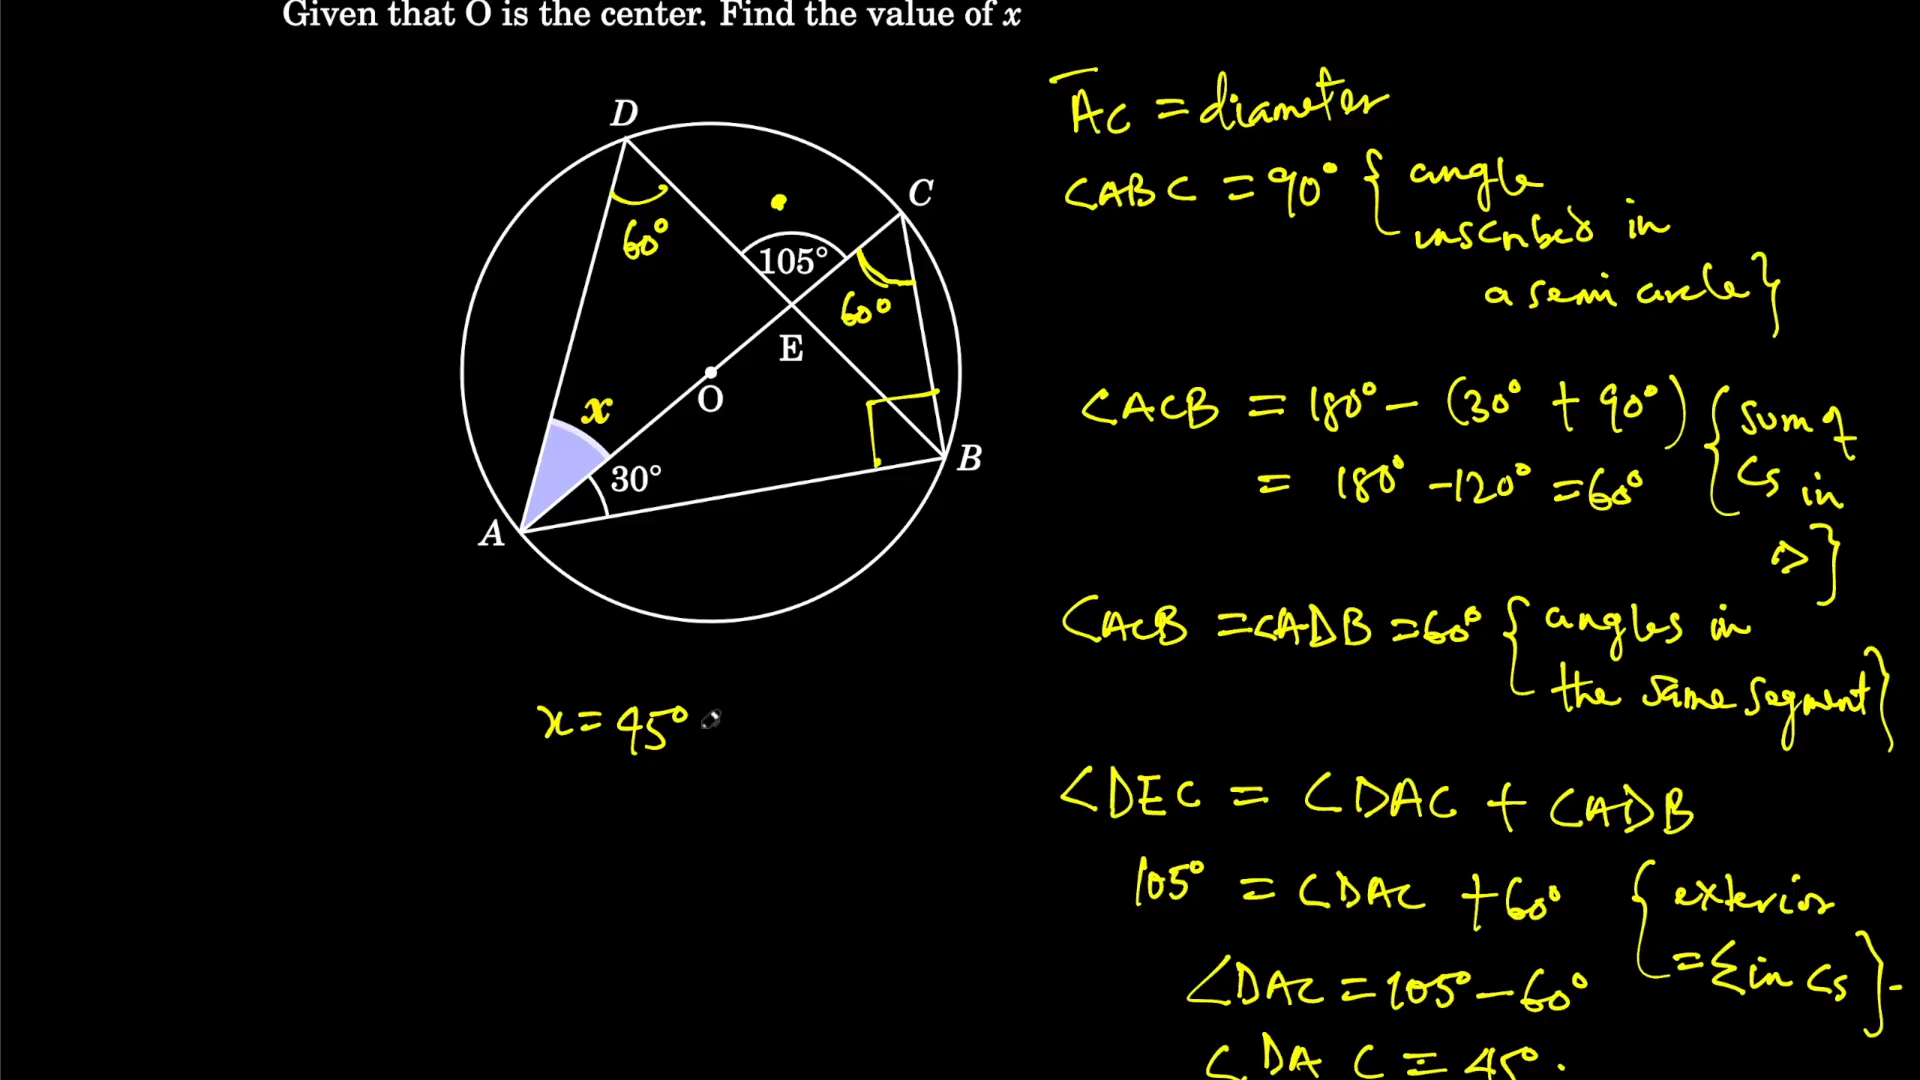 Given that O is the center. Find the value of x
D
C
105°
60°
60°
E
x
O
30°
B
A
x = 45°
AC = diameter
∠ABC = 90° { angle
inscribed in
a semi circle }
∠ACB = 180° - (30° + 90°) { sum of
= 180° - 120° = 60°
∠s in
△ }
∠ACB = ∠ADB = 60° { angles in
the same segment }
∠DEC = ∠DAC + ∠ADB
105° = ∠DAC + 60° { exterior
= Σ in ∠s }
∠DAC = 105° - 60°
∠DAC = 45°.